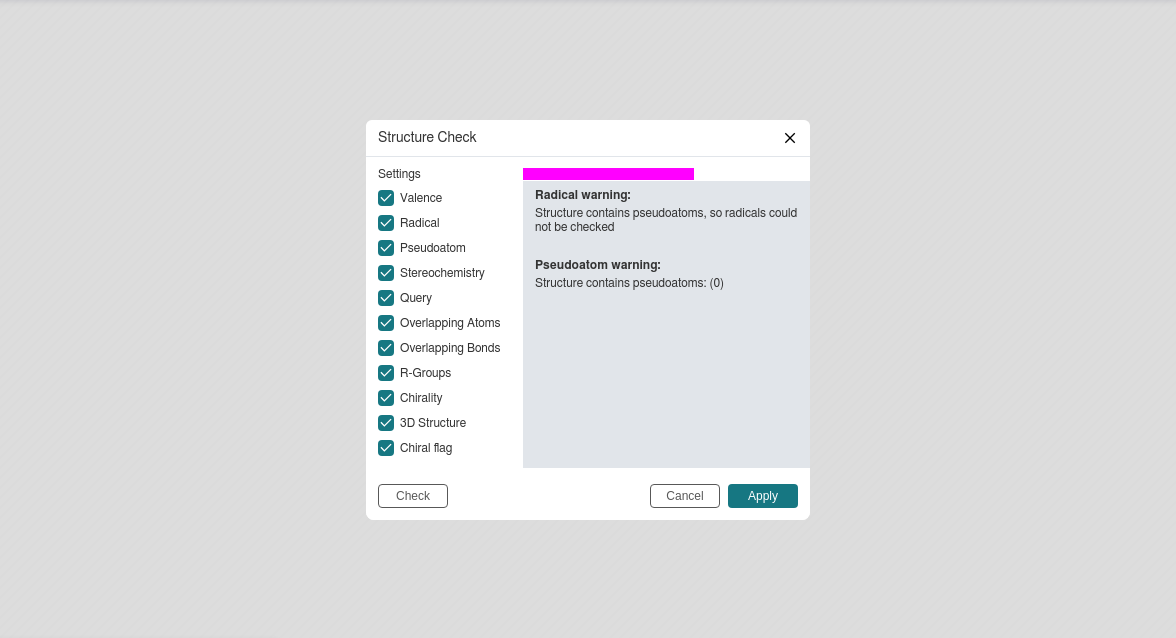 Structure Check
Settings
Valence
Radical
Pseudoatom
Stereochemistry
Query
Overlapping Atoms
Overlapping Bonds
R-Groups
Chirality
3D Structure
Chiral flag
Radical warning:
Structure contains pseudoatoms, so radicals could
not be checked
Pseudoatom warning:
Structure contains pseudoatoms: (0)
Check
Cancel
Apply